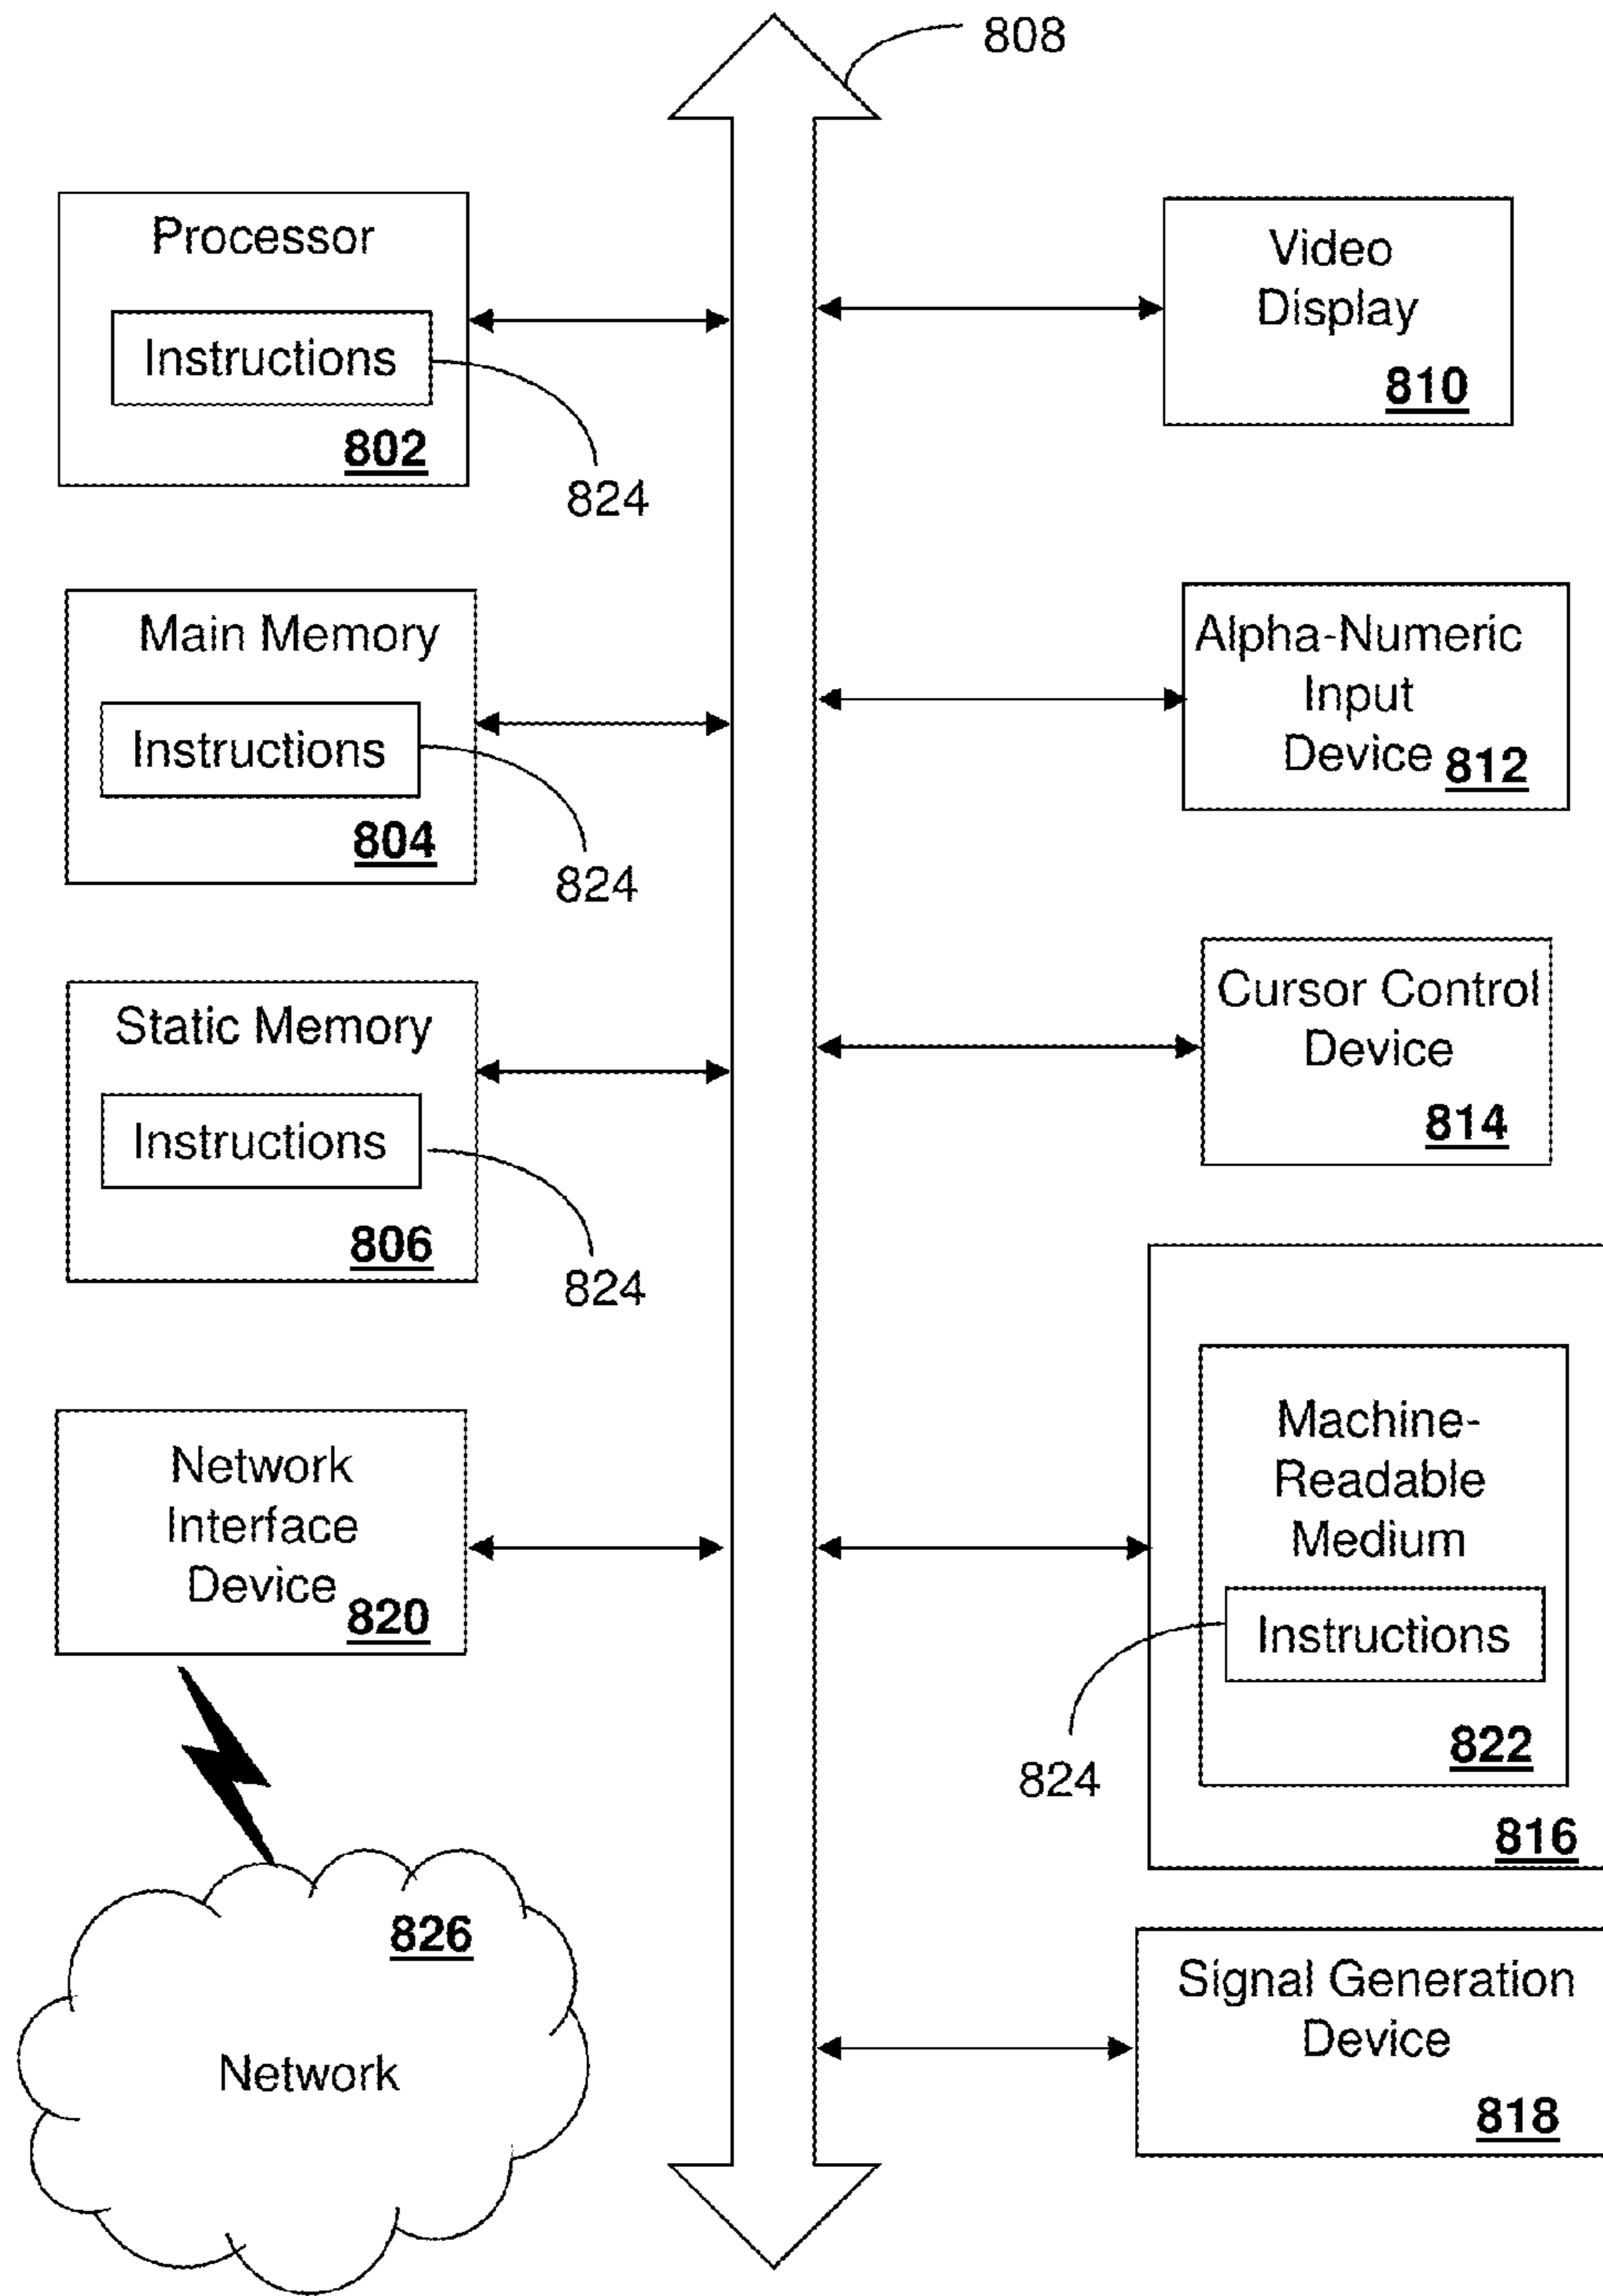 808
Processor
Instructions
802
824
Main Memory
Instructions
804
824
Static Memory
Instructions
806
824
Network
Interface
Device
820
826
Network
Video
Display
810
Alpha-Numeric
Input
Device 812
Cursor Control
Device
814
Machine-
Readable
Medium
Instructions
822
824
816
Signal Generation
Device
818